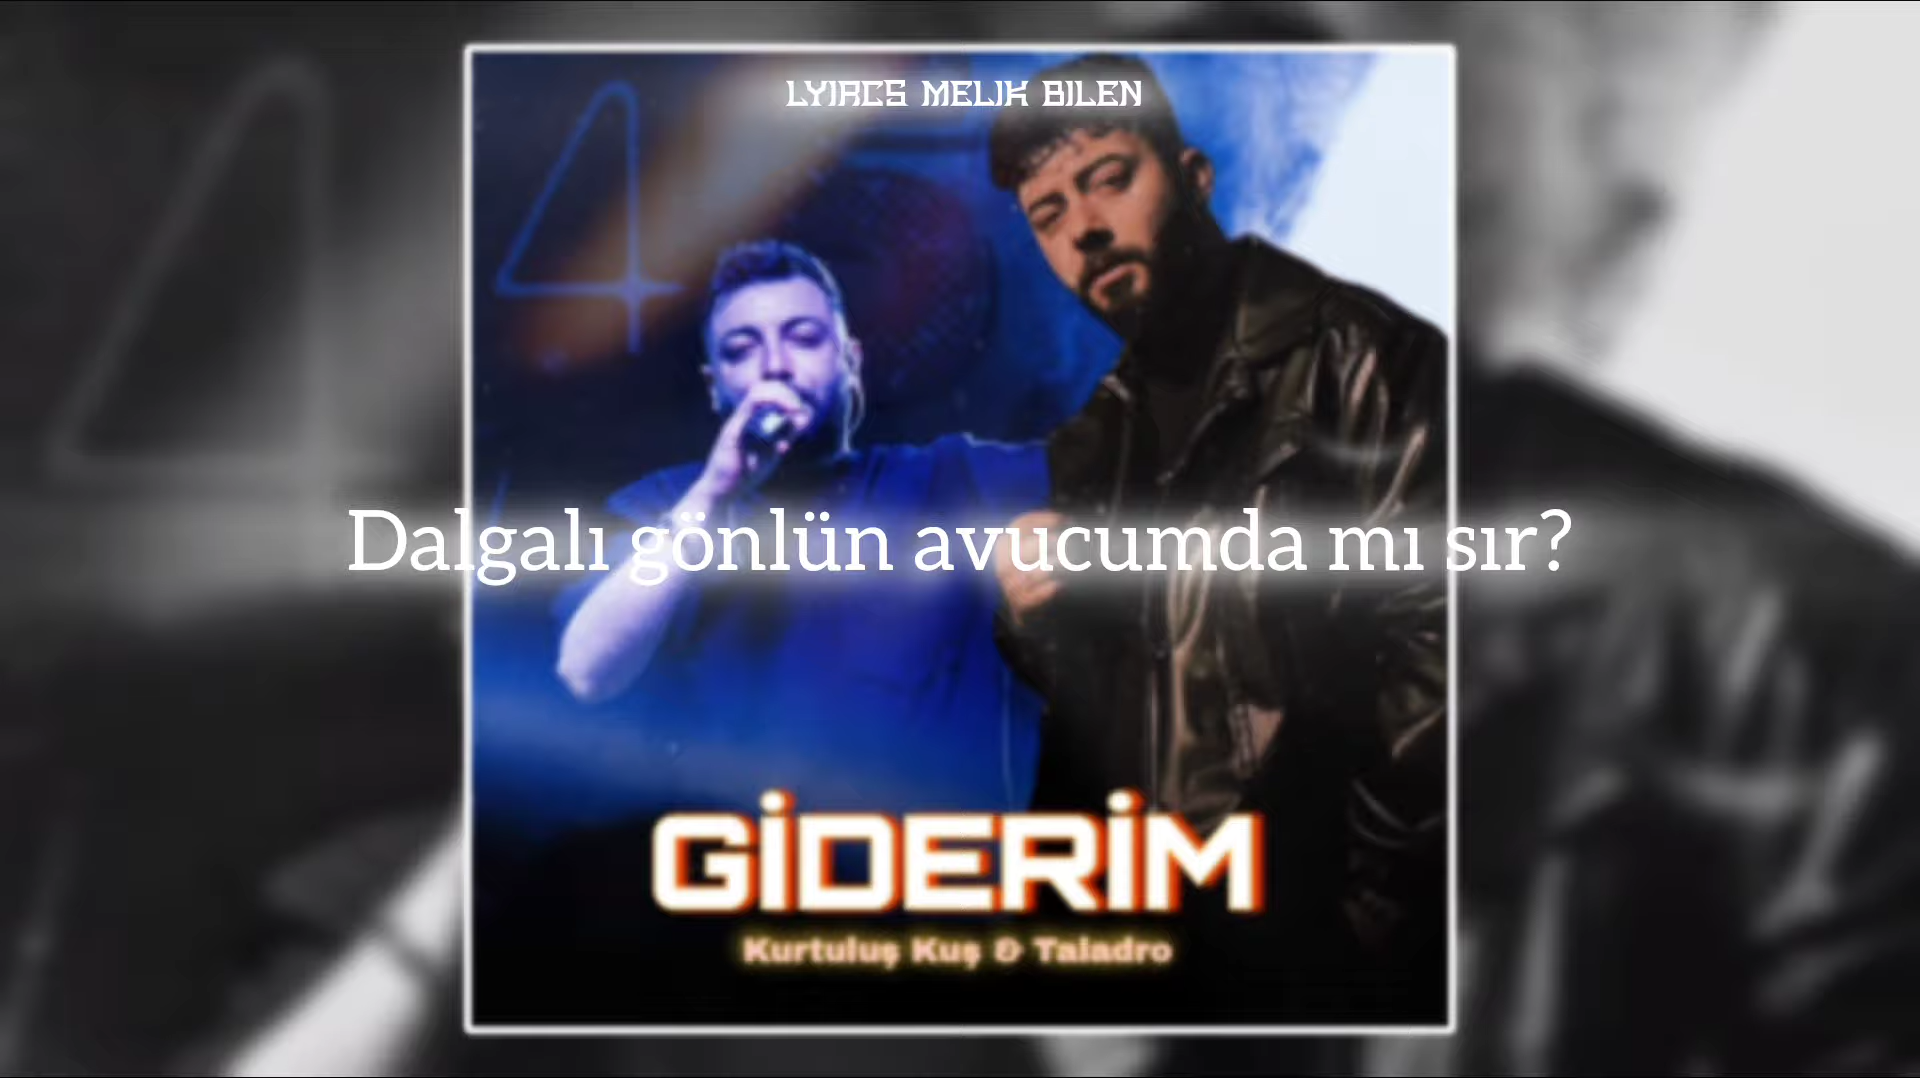 LYIRCS MELIK BILEN
Dalgalı gönlün avucumda mı sır?
GİDERİM
Kurtuluş Kuş & Taladro